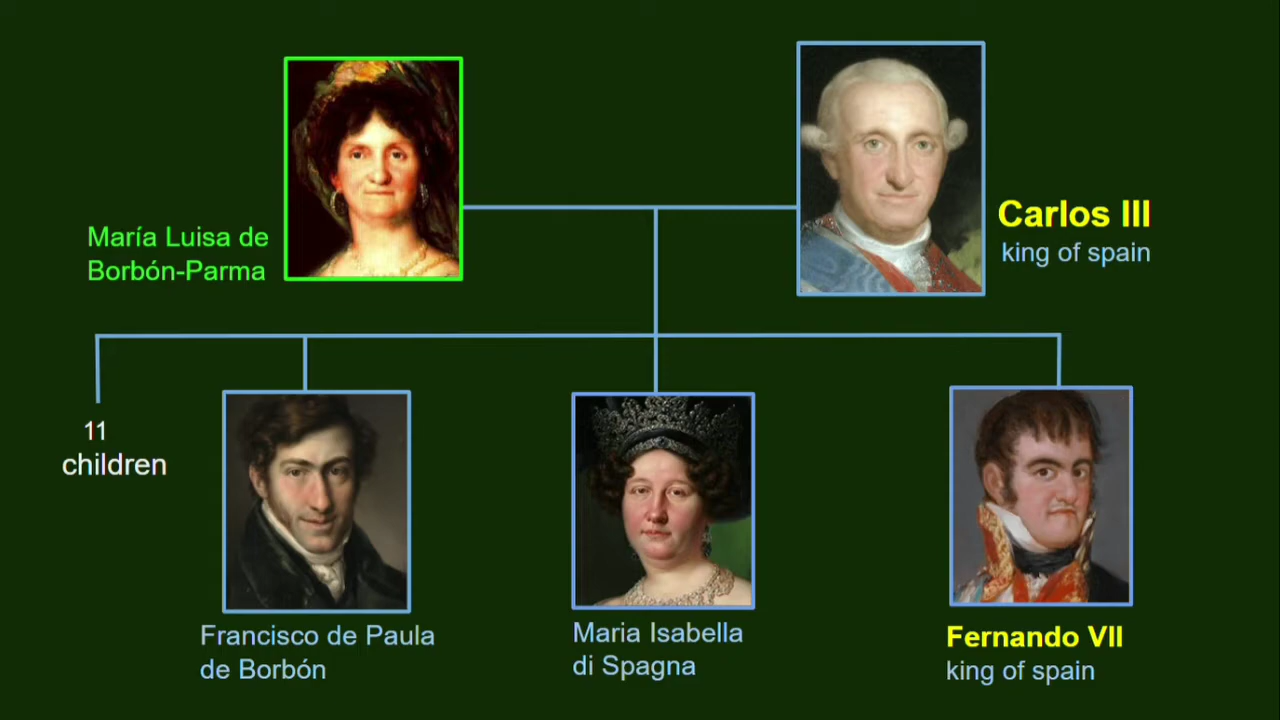 María Luisa de
Borbón-Parma
Carlos III
king of spain
11
children
Francisco de Paula
de Borbón
Maria Isabella
di Spagna
Fernando VII
king of spain